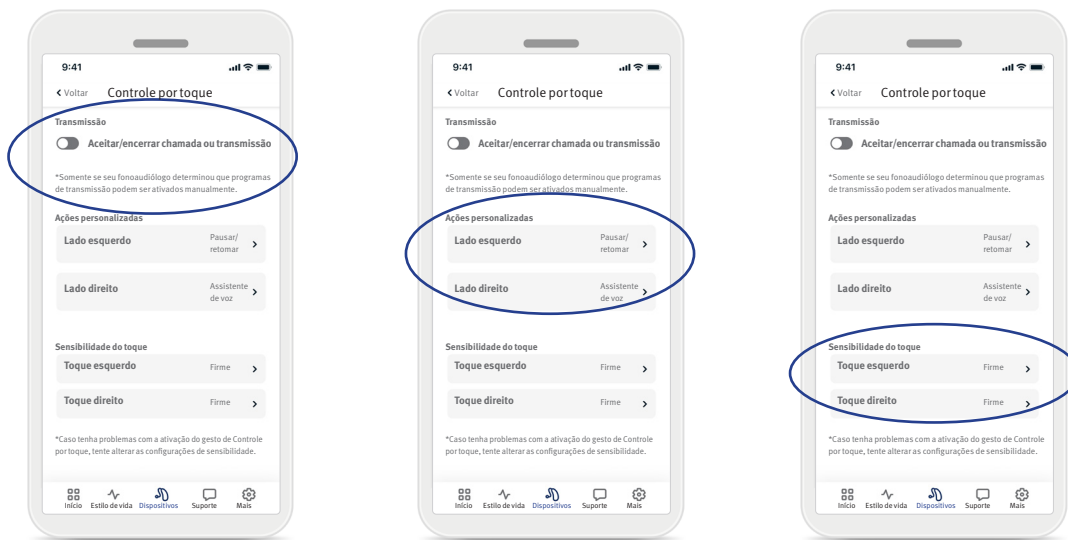 9:41
Voltar Controle por toque
Transmissão
Aceitar/encerrar chamada ou transmissão
*Somente se seu fonoaudiólogo determinou que programas
de transmissão podem ser ativados manualmente.
Ações personalizadas
Lado esquerdo Pausar/
retomar
Lado direito Assistente
de voz
Sensibilidade do toque
Toque esquerdo Firme
Toque direito Firme
*Caso tenha problemas com a ativação do gesto de Controle
por toque, tente alterar as configurações de sensibilidade.
Início Estilo de vida Dispositivos Suporte Mais
9:41
Voltar Controle por toque
Transmissão
Aceitar/encerrar chamada ou transmissão
*Somente se seu fonoaudiólogo determinou que programas
de transmissão podem ser ativados manualmente.
Ações personalizadas
Lado esquerdo Pausar/
retomar
Lado direito Assistente
de voz
Sensibilidade do toque
Toque esquerdo Firme
Toque direito Firme
*Caso tenha problemas com a ativação do gesto de Controle
por toque, tente alterar as configurações de sensibilidade.
Início Estilo de vida Dispositivos Suporte Mais
9:41
Voltar Controle por toque
Transmissão
Aceitar/encerrar chamada ou transmissão
*Somente se seu fonoaudiólogo determinou que programas
de transmissão podem ser ativados manualmente.
Ações personalizadas
Lado esquerdo Pausar/
retomar
Lado direito Assistente
de voz
Sensibilidade do toque
Toque esquerdo Firme
Toque direito Firme
*Caso tenha problemas com a ativação do gesto de Controle
por toque, tente alterar as configurações de sensibilidade.
Início Estilo de vida Dispositivos Suporte Mais